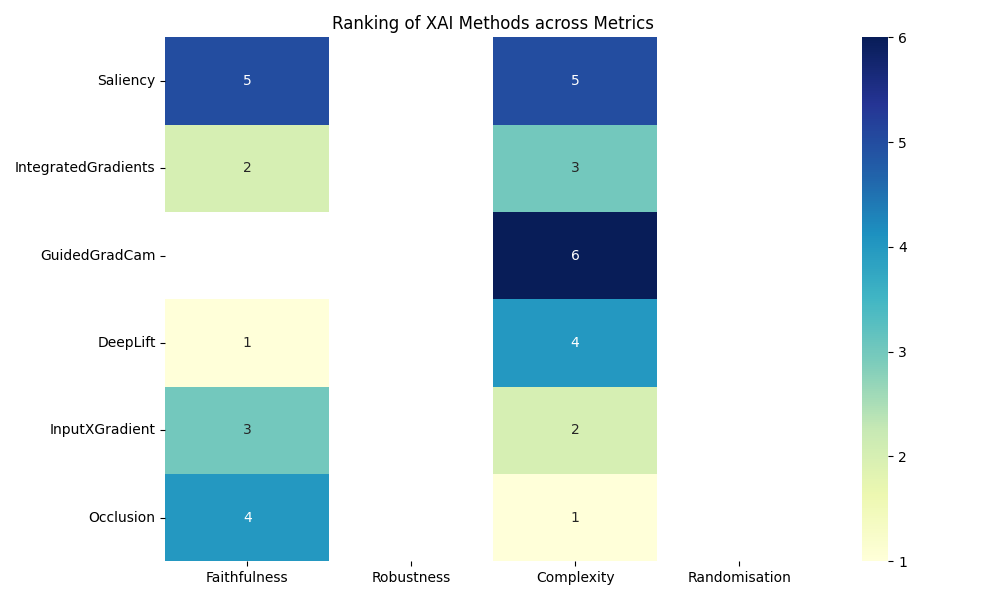 Ranking of XAI Methods across Metrics
Saliency 5 5
IntegratedGradients 2 3
GuidedGradCam 6
DeepLift 1 4
InputXGradient 3 2
Occlusion 4 1
Faithfulness Robustness Complexity Randomisation
6
5
4
3
2
1